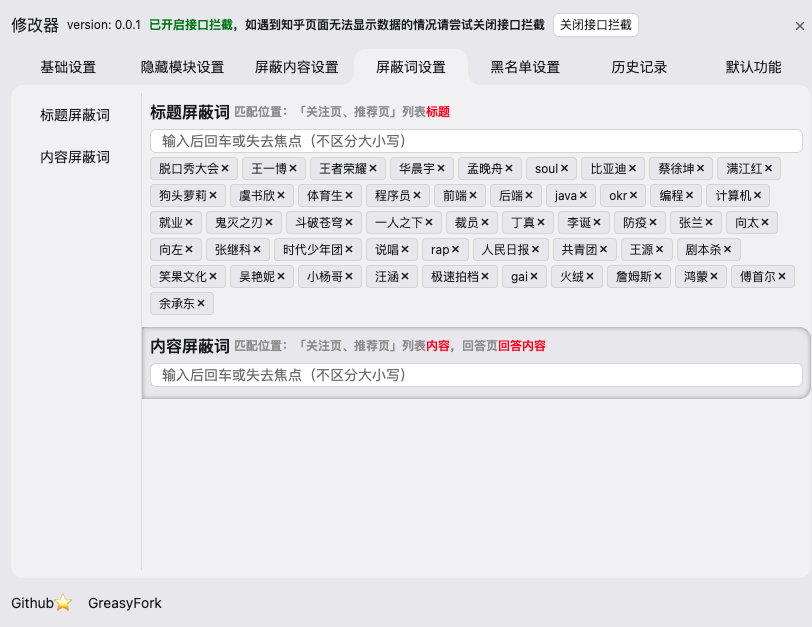 修改器 version: 0.0.1 已开启接口拦截，如遇到知乎页面无法显示数据的情况请尝试关闭接口拦截 关闭接口拦截 ×
基础设置 隐藏模块设置 屏蔽内容设置 屏蔽词设置 黑名单设置 历史记录 默认功能
标题屏蔽词
内容屏蔽词
标题屏蔽词 匹配位置：「关注页、推荐页」列表标题
输入后回车或失去焦点（不区分大小写）
脱口秀大会× 王一博× 王者荣耀× 华晨宇× 孟晚舟× soul× 比亚迪× 蔡徐坤× 满江红×
狗头萝莉× 虞书欣× 体育生× 程序员× 前端× 后端× java× okr× 编程× 计算机×
就业× 鬼灭之刃× 斗破苍穹× 一人之下× 裁员× 丁真× 李诞× 防疫× 张兰× 向太×
向左× 张继科× 时代少年团× 说唱× rap× 人民日报× 共青团× 王源× 剧本杀×
笑果文化× 吴艳妮× 小杨哥× 汪涵× 极速拍档× gai× 火绒× 詹姆斯× 鸿蒙× 傅首尔×
余承东×
内容屏蔽词 匹配位置：「关注页、推荐页」列表内容，回答页回答内容
输入后回车或失去焦点（不区分大小写）
Github⭐ GreasyFork